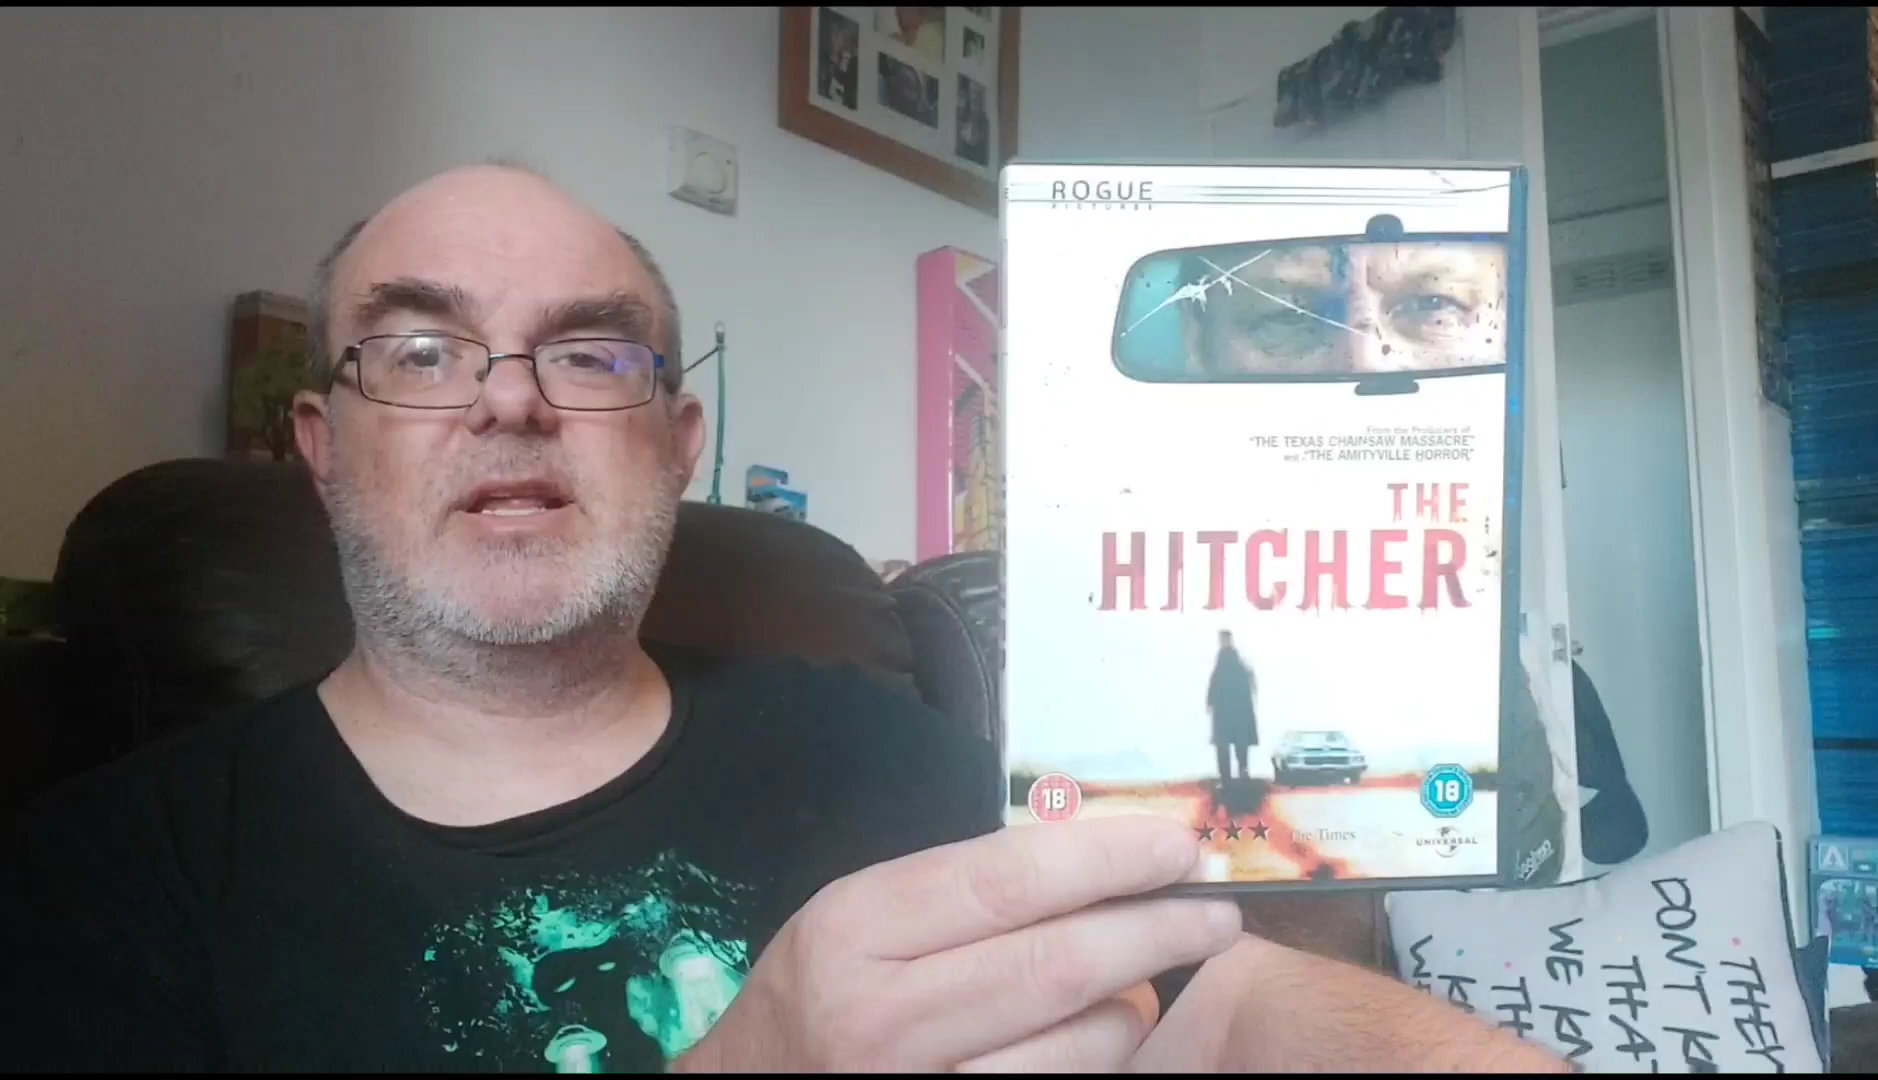 ROGUE
PICTURES
From the Producers of
"THE TEXAS CHAINSAW MASSACRE"
and "THE AMITYVILLE HORROR"
THE
HITCHER
18
18
★★★ The Times
UNIVERSAL
THEY
DON'T
THAT
WE